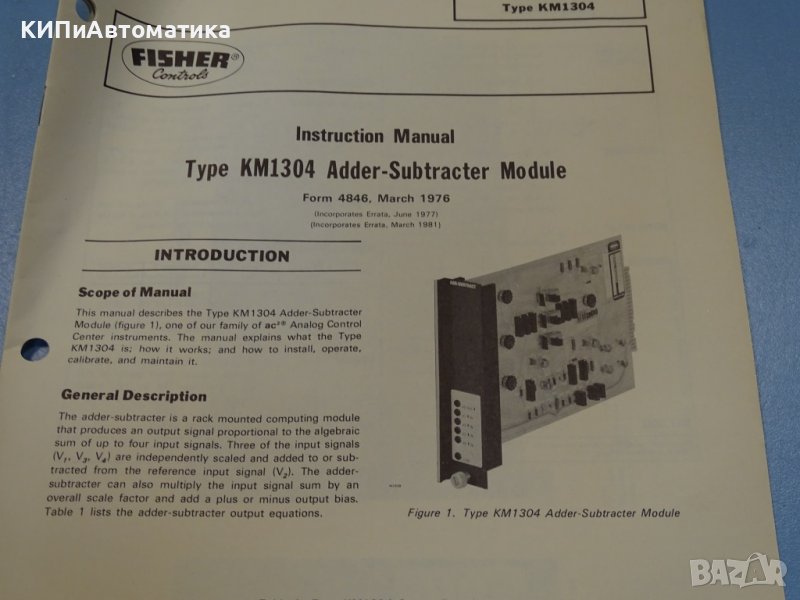 КИПиАвтоматика
Type KM1304
FISHER®
Controls
Instruction Manual
Type KM1304 Adder-Subtracter Module
Form 4846, March 1976
(Incorporates Errata, June 1977)
(Incorporates Errata, March 1981)
INTRODUCTION
Scope of Manual
This manual describes the Type KM1304 Adder-Subtracter
Module (figure 1), one of our family of ac²® Analog Control
Center instruments. The manual explains what the Type
KM1304 is; how it works; and how to install, operate,
calibrate, and maintain it.
General Description
The adder-subtracter is a rack mounted computing module
that produces an output signal proportional to the algebraic
sum of up to four input signals. Three of the input signals
(V₁, V₃, V₄) are independently scaled and added to or sub-
tracted from the reference input signal (V₂). The adder-
subtracter can also multiply the input signal sum by an
overall scale factor and add a plus or minus output bias.
Table 1 lists the adder-subtracter output equations.
Figure 1. Type KM1304 Adder-Subtracter Module
BAZAR